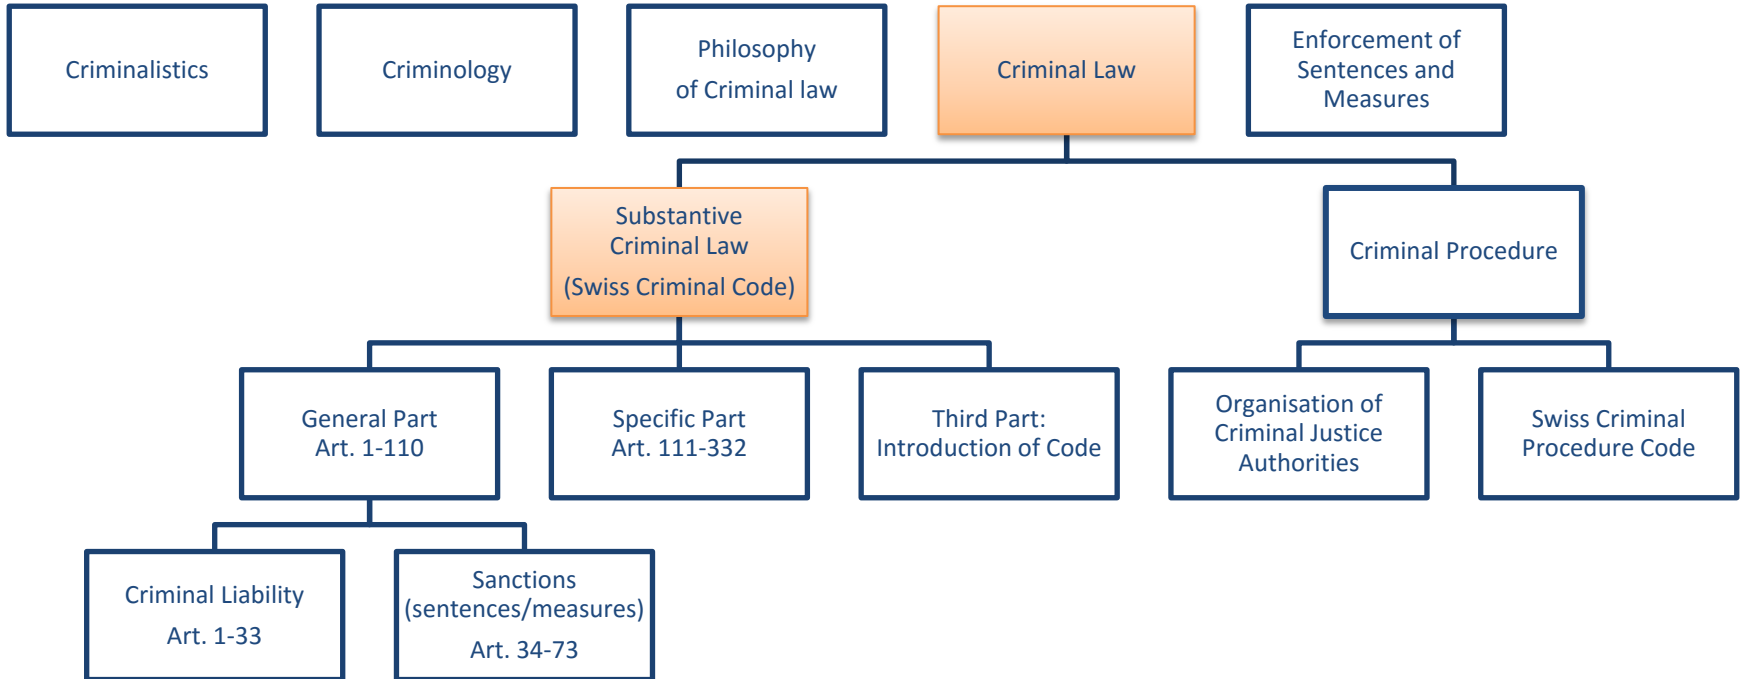 Criminalistics
Criminology
Philosophy
of Criminal law
Criminal Law
Enforcement of
Sentences and
Measures
Substantive
Criminal Law
(Swiss Criminal Code)
Criminal Procedure
General Part
Art. 1-110
Specific Part
Art. 111-332
Third Part:
Introduction of Code
Organisation of
Criminal Justice
Authorities
Swiss Criminal
Procedure Code
Criminal Liability
Art. 1-33
Sanctions
(sentences/measures)
Art. 34-73